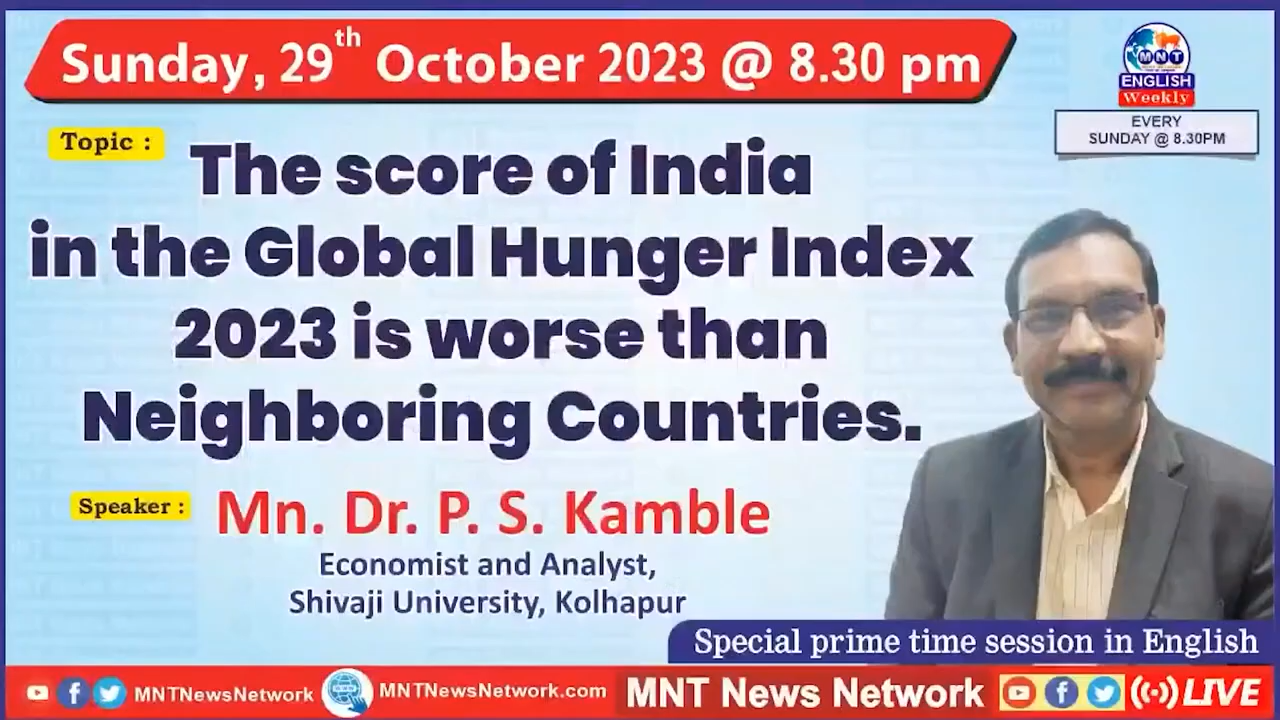 Sunday, 29th October 2023 @ 8.30 pm
MNT
ENGLISH
Weekly
EVERY
SUNDAY @ 8.30PM
Topic :
The score of India
in the Global Hunger Index
2023 is worse than
Neighboring Countries.
Speaker :
Mn. Dr. P. S. Kamble
Economist and Analyst,
Shivaji University, Kolhapur
Special prime time session in English
MNTNewsNetwork
MNTNewsNetwork.com
MNT News Network
LIVE